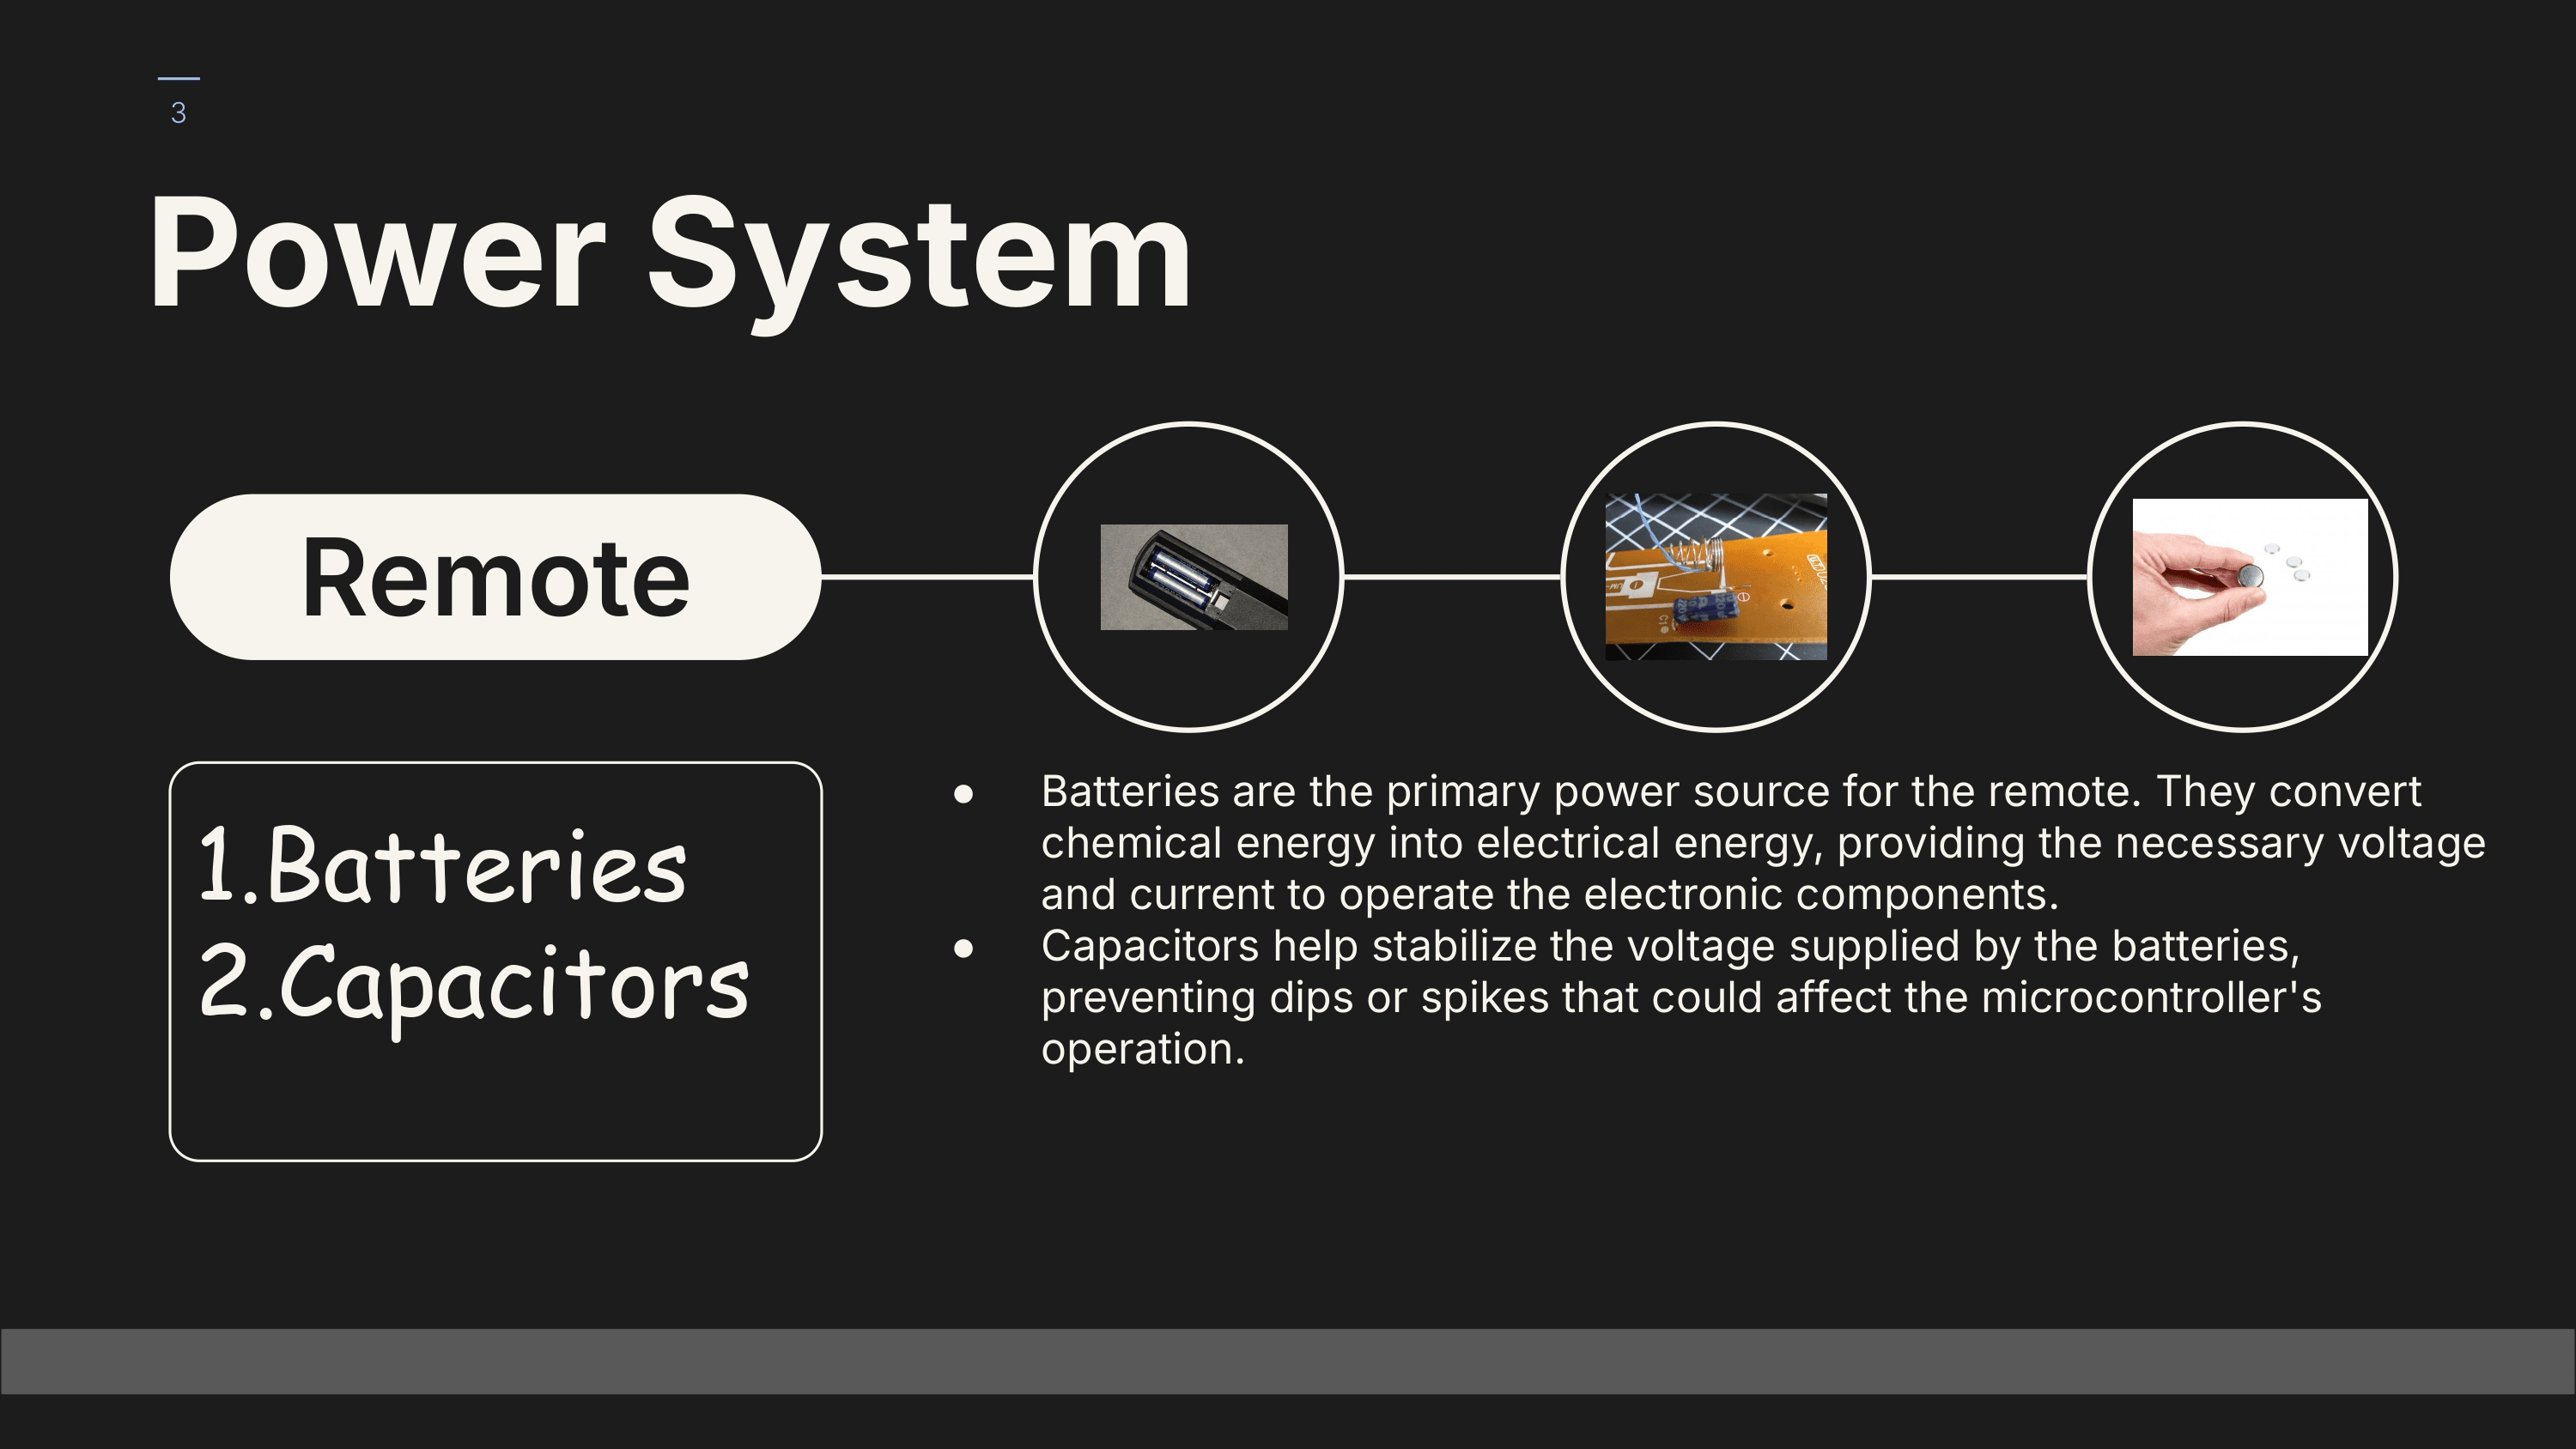 3
Power System
Remote
1.Batteries
2.Capacitors
● Batteries are the primary power source for the remote. They convert
chemical energy into electrical energy, providing the necessary voltage
and current to operate the electronic components.
● Capacitors help stabilize the voltage supplied by the batteries,
preventing dips or spikes that could affect the microcontroller's
operation.